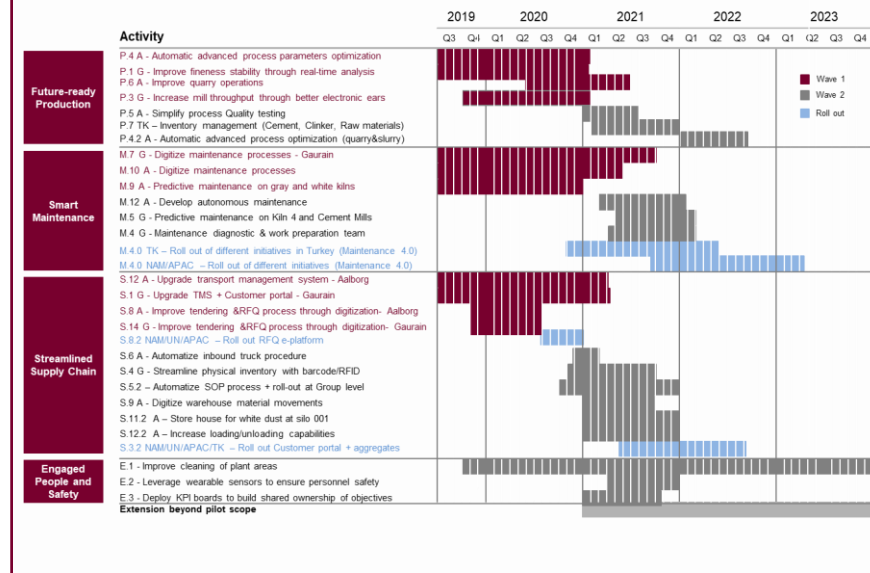 2019 2020 2021 2022 2023
Activity
Q3 Q4 Q1 Q2 Q3 Q4 Q1 Q2 Q3 Q4 Q1 Q2 Q3 Q4 Q1 Q2 Q3 Q4
Future-ready
Production
P.4 A - Automatic advanced process parameters optimization
P.1 G - Improve fineness stability through real-time analysis
P.6 A - Improve quarry operations
P.3 G - Increase mill throughput through better electronic ears
P.5 A - Simplify process Quality testing
P.7 TK – Inventory management (Cement, Clinker, Raw materials)
P.4.2 A - Automatic advanced process optimization (quarry&slurry)
Wave 1
Wave 2
Roll out
Smart
Maintenance
M.7 G - Digitize maintenance processes - Gaurain
M.10 A - Digitize maintenance processes
M.9 A - Predictive maintenance on gray and white kilns
M.12 A - Develop autonomous maintenance
M.5 G - Predictive maintenance on Kiln 4 and Cement Mills
M.4 G - Maintenance diagnostic & work preparation team
M.4.0 TK – Roll out of different initiatives in Turkey (Maintenance 4.0)
M.4.0 NAM/APAC – Roll out of different initiatives (Maintenance 4.0)
Streamlined
Supply Chain
S.12 A - Upgrade transport management system - Aalborg
S.1 G - Upgrade TMS + Customer portal - Gaurain
S.8 A - Improve tendering &RFQ process through digitization- Aalborg
S.14 G - Improve tendering &RFQ process through digitization- Gaurain
S.8.2 NAM/UN/APAC – Roll out RFQ e-platform
S.6 A - Automatize inbound truck procedure
S.4 G - Streamline physical inventory with barcode/RFID
S.5.2 – Automatize SOP process + roll-out at Group level
S.9 A - Digitize warehouse material movements
S.11.2 A – Store house for white dust at silo 001
S.12.2 A – Increase loading/unloading capabilities
S.3.2 NAM/UN/APAC/TK – Roll out Customer portal + aggregates
Engaged
People and
Safety
E.1 - Improve cleaning of plant areas
E.2 - Leverage wearable sensors to ensure personnel safety
E.3 - Deploy KPI boards to build shared ownership of objectives
Extension beyond pilot scope